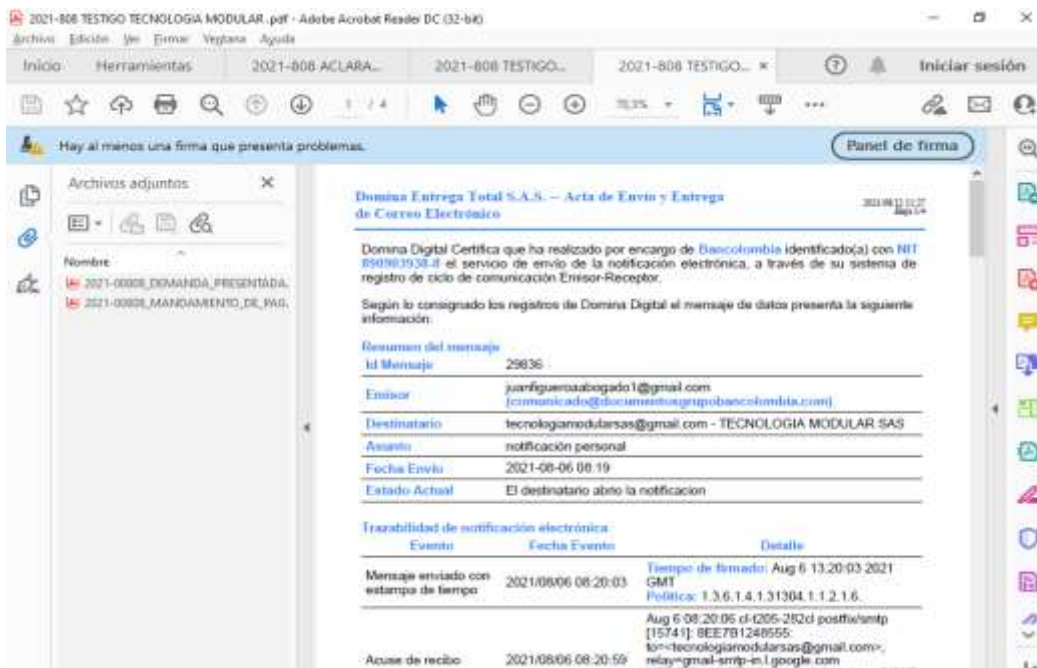 2021-808 TESTIGO TECNOLOGIA MODULAR .pdf - Adobe Acrobat Reader DC (32-bit)
Archivo Edición Ver Firmar Ventana Ayuda
Inicio Herramientas 2021-808 ACLARA... 2021-808 TESTIGO... 2021-808 TESTIGO... × Iniciar sesión
1 / 4 70,3%
Hay al menos una firma que presenta problemas. Panel de firma
Archivos adjuntos
Nombre
2021-00808_DEMANDA_PRESENTADA.
2021-00808_MANDAMIENTO_DE_PAG.
Domina Entrega Total S.A.S. – Acta de Envío y Entrega
de Correo Electrónico
Domina Digital Certifica que ha realizado por encargo de Bancolombia identificado(a) con NIT
890903938-8 el servicio de envío de la notificación electrónica, a través de su sistema de
registro de ciclo de comunicación Emisor-Receptor.
Según lo consignado los registros de Domina Digital el mensaje de datos presenta la siguiente
información:
Resumen del mensaje
Id Mensaje 29836
Emisor juanfigueroaabogado1@gmail.com
(comunicado@documentosgrupobancolombia.com)
Destinatario tecnologiamodularsas@gmail.com - TECNOLOGIA MODULAR SAS
Asunto notificación personal
Fecha Envío 2021-08-06 08:19
Estado Actual El destinatario abrio la notificacion
Trazabilidad de notificación electrónica
Evento Fecha Evento Detalle
Mensaje enviado con
estampa de tiempo 2021/08/06 08:20:03 Tiempo de firmado: Aug 6 13:20:03 2021
GMT
Política: 1.3.6.1.4.1.31304.1.1.2.1.6.
Acuse de recibo 2021/08/06 08:20:59 Aug 6 08:20:06 cl-t205-282cl postfix/smtp
[15741]: 8EE7B1248555:
to=<tecnologiamodularsas@gmail.com>,
relay=gmail-smtp-in.l.google.com